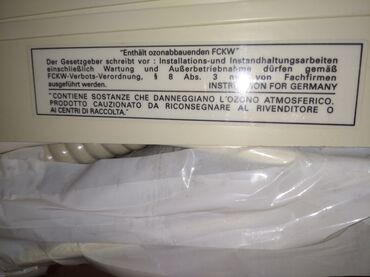 "Enthält ozonabbauenden FCKW"
Der Gesetzgeber schreibt vor : Installations-und Instandhaltungsarbeiten
einschließlich Wartung und Außerbetriebnahme dürfen gemäß
FCKW-Verbots-Verordnung, § 8 Abs. 3 nur von Fachfirmen
ausgeführt werden. INSTRUCTION FOR GERMANY
"CONTIENE SOSTANZE CHE DANNEGGIANO L'OZONO ATMOSFERICO.
PRODOTTO CAUZIONATO DA RICONSEGNARE AL RIVENDITORE O
AI CENTRI DI RACCOLTA."